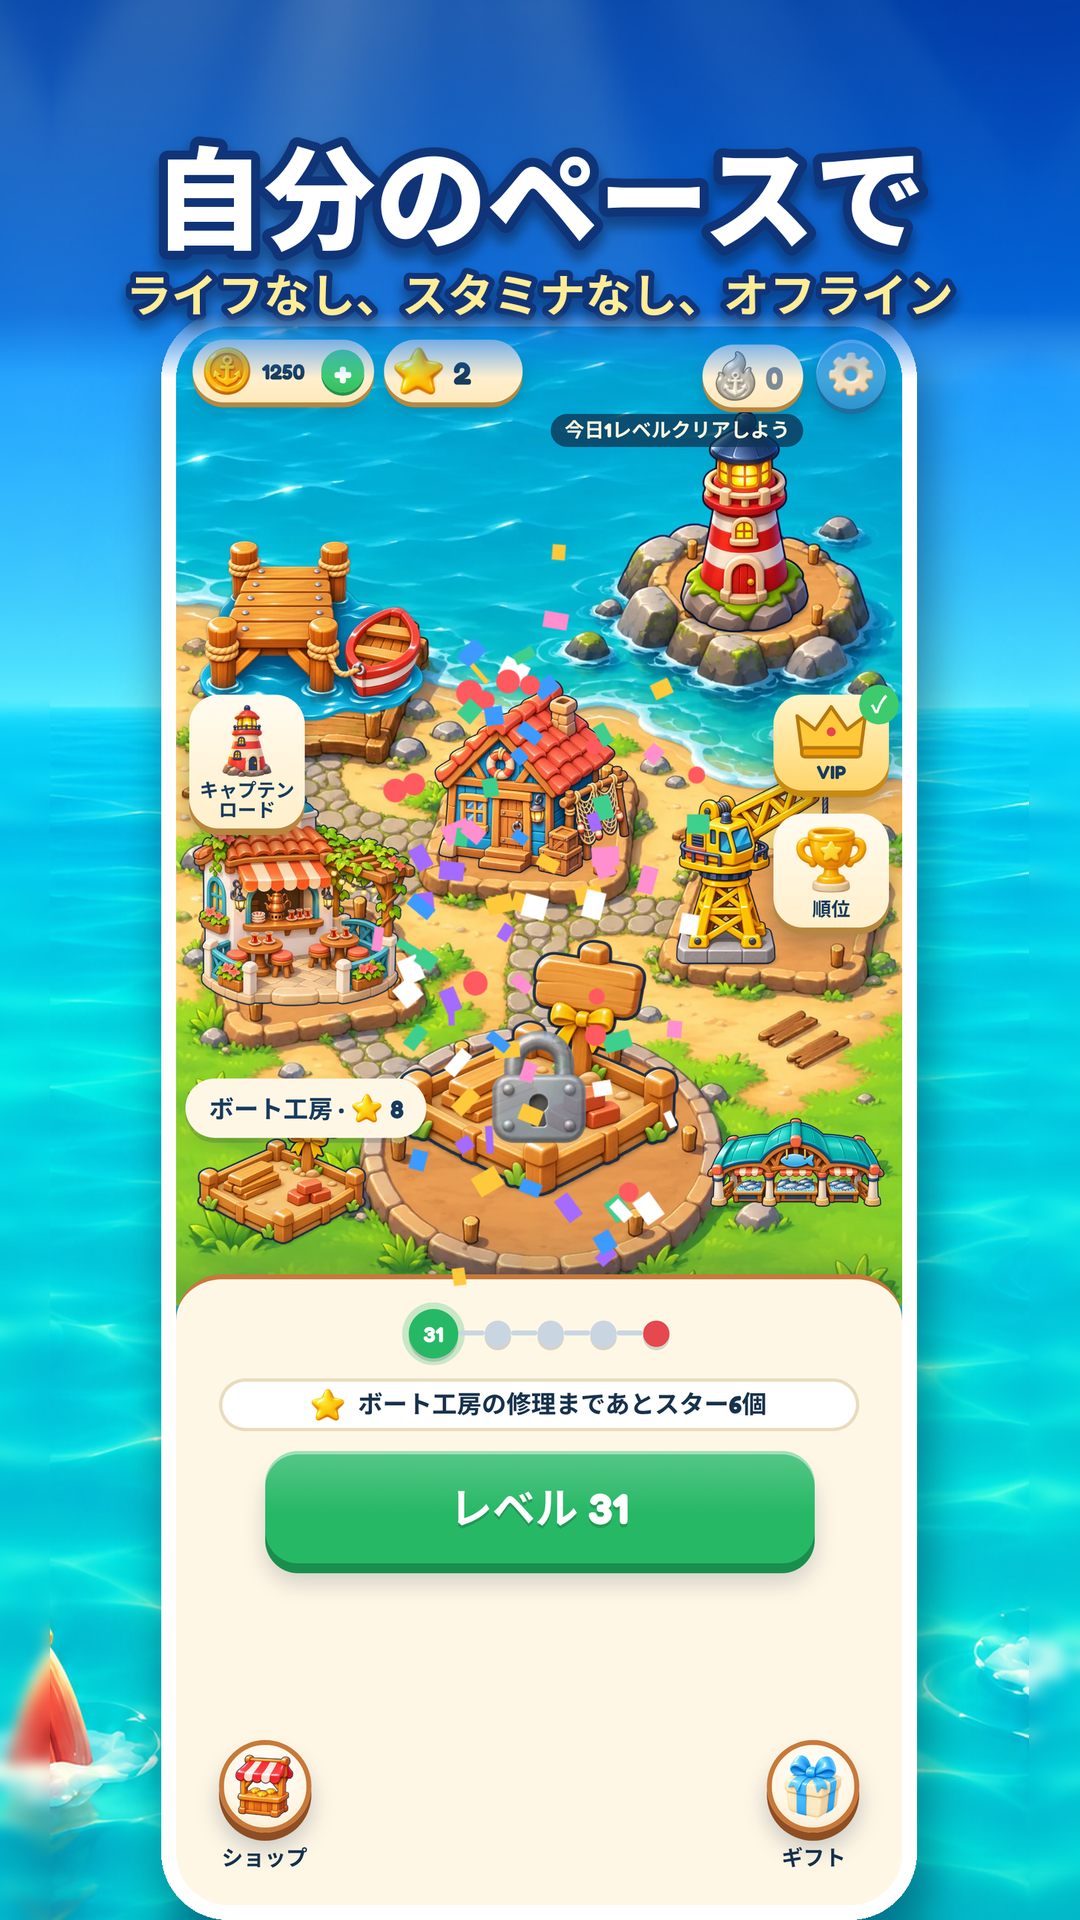 自分のペースで
ライフなし、スタミナなし、オフライン
1250
2
0
今日1レベルクリアしよう
キャプテン
ロード
VIP
順位
ボート工房・ 8
31
ボート工房の修理まであとスター6個
レベル 31
ショップ
ギフト